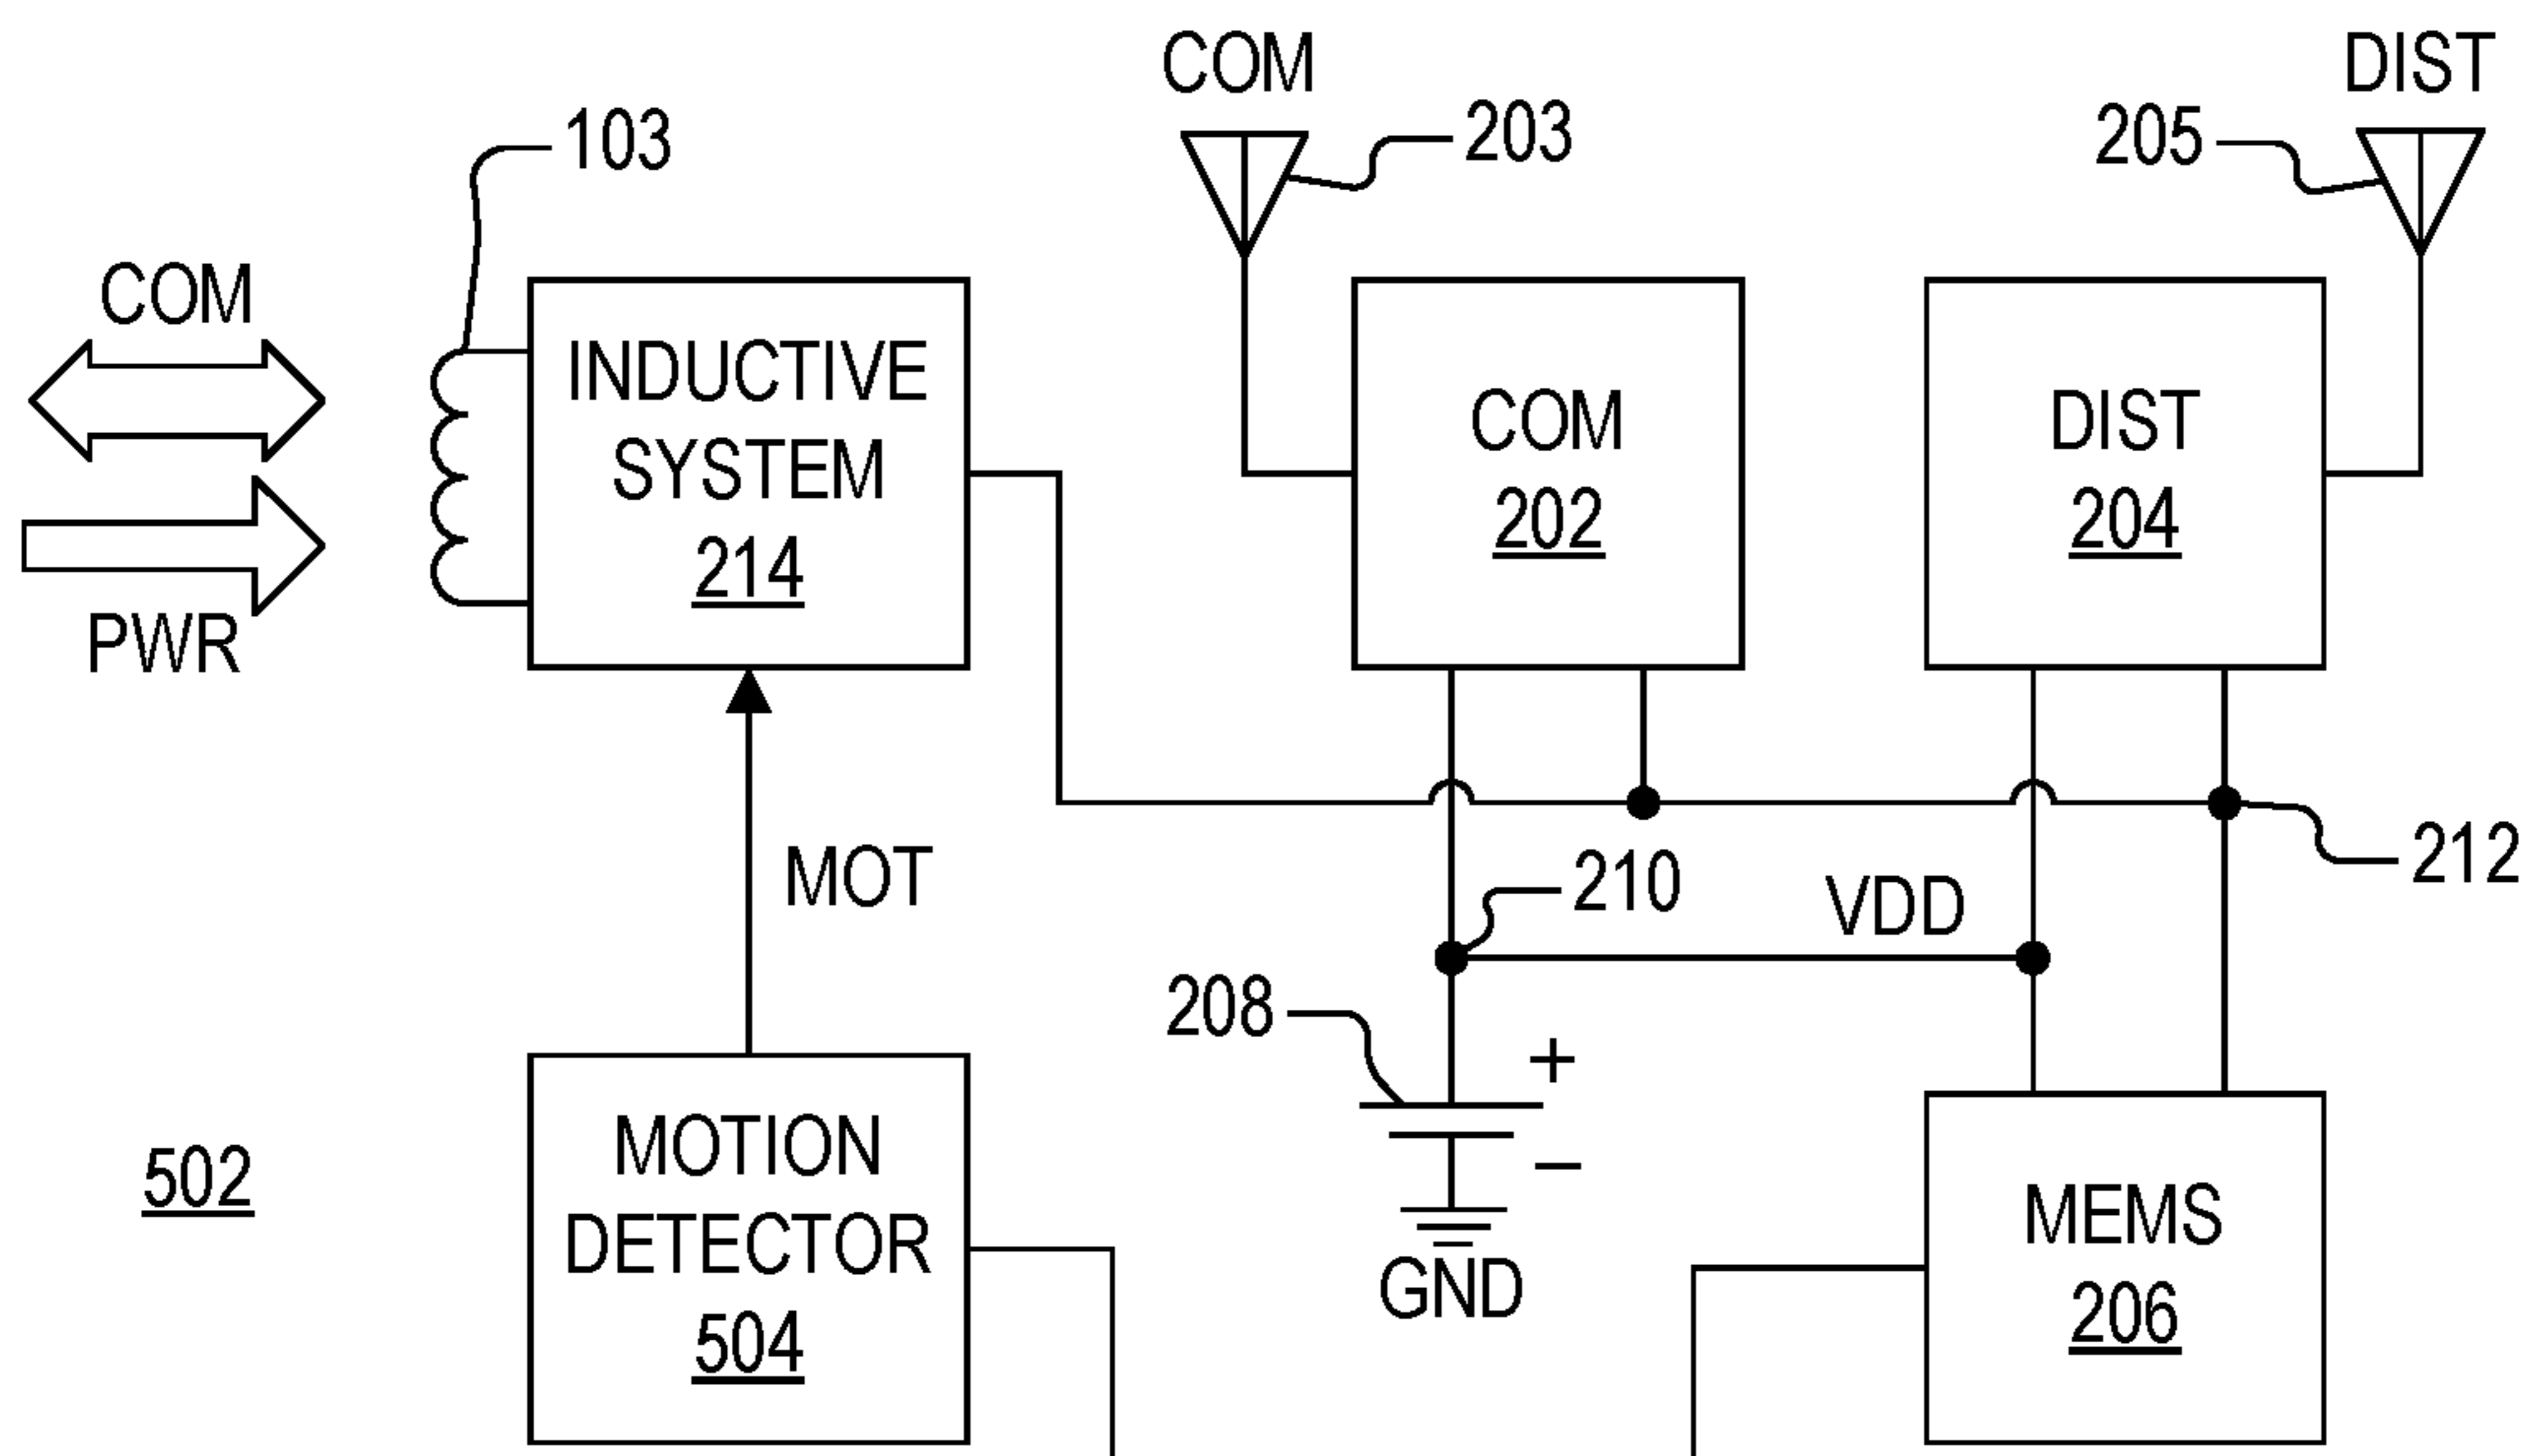 COM
DIST
103
203
205
COM
PWR
INDUCTIVE
SYSTEM
214
COM
202
DIST
204
MOT
210
VDD
212
208
+
−
GND
502
MOTION
DETECTOR
504
MEMS
206